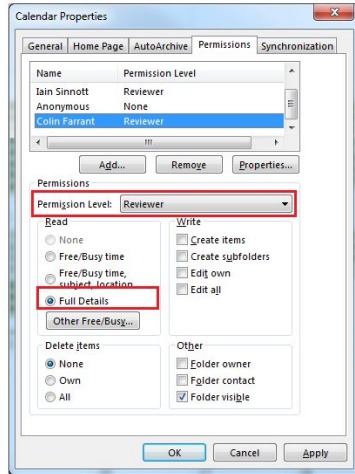 Calendar Properties
General Home Page AutoArchive Permissions Synchronization
Name Permission Level
Iain Sinnott Reviewer
Anonymous None
Colin Farrant Reviewer
Add... Remove Properties...
Permissions
Permission Level: Reviewer
Read
None
Free/Busy time
Free/Busy time,
subject, location
Full Details
Other Free/Busy...
Write
Create items
Create subfolders
Edit own
Edit all
Delete items
None
Own
All
Other
Folder owner
Folder contact
Folder visible
OK Cancel Apply